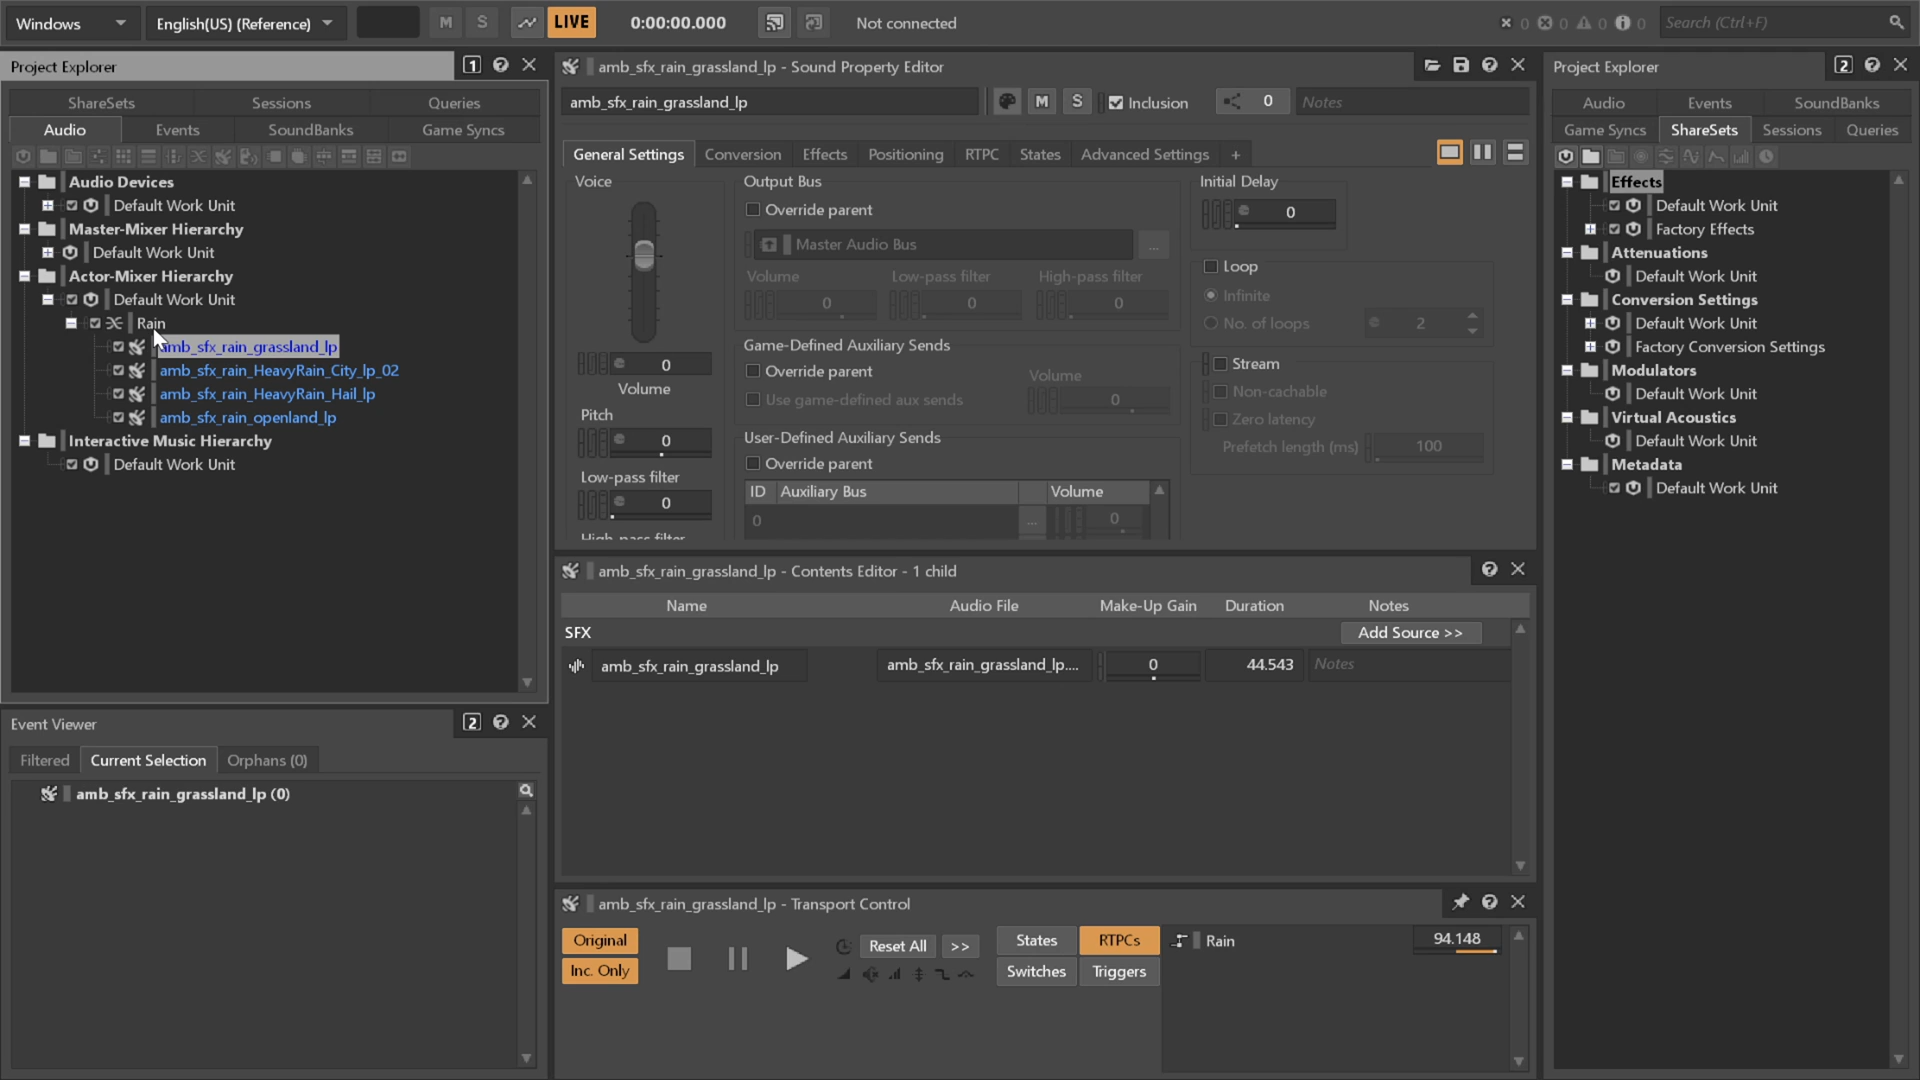 Windows English(US) (Reference) M S LIVE 0:00:00.000 Not connected 0 0 0 0 Search (Ctrl+F)
Project Explorer 1
ShareSets Sessions Queries
Audio Events SoundBanks Game Syncs
Audio Devices
Default Work Unit
Master-Mixer Hierarchy
Default Work Unit
Actor-Mixer Hierarchy
Default Work Unit
Rain
amb_sfx_rain_grassland_lp
amb_sfx_rain_HeavyRain_City_lp_02
amb_sfx_rain_HeavyRain_Hail_lp
amb_sfx_rain_openland_lp
Interactive Music Hierarchy
Default Work Unit
Event Viewer 2
Filtered Current Selection Orphans (0)
amb_sfx_rain_grassland_lp (0)
amb_sfx_rain_grassland_lp - Sound Property Editor
amb_sfx_rain_grassland_lp M S Inclusion 0 Notes
General Settings Conversion Effects Positioning RTPC States Advanced Settings +
Voice
0
Volume
Pitch
0
Low-pass filter
0
High-pass filter
Output Bus
Override parent
Master Audio Bus ...
Volume Low-pass filter High-pass filter
0 0 0
Game-Defined Auxiliary Sends
Override parent Volume
Use game-defined aux sends 0
User-Defined Auxiliary Sends
Override parent
ID Auxiliary Bus Volume
0 ... 0
Initial Delay
0
Loop
Infinite
No. of loops 2
Stream
Non-cachable
Zero latency
Prefetch length (ms) 100
amb_sfx_rain_grassland_lp - Contents Editor - 1 child
Name Audio File Make-Up Gain Duration Notes
SFX Add Source >>
amb_sfx_rain_grassland_lp amb_sfx_rain_grassland_lp.... 0 44.543 Notes
amb_sfx_rain_grassland_lp - Transport Control
Original Reset All >> States RTPCs Rain 94.148
Inc. Only Switches Triggers
Project Explorer 2
Audio Events SoundBanks
Game Syncs ShareSets Sessions Queries
Effects
Default Work Unit
Factory Effects
Attenuations
Default Work Unit
Conversion Settings
Default Work Unit
Factory Conversion Settings
Modulators
Default Work Unit
Virtual Acoustics
Default Work Unit
Metadata
Default Work Unit